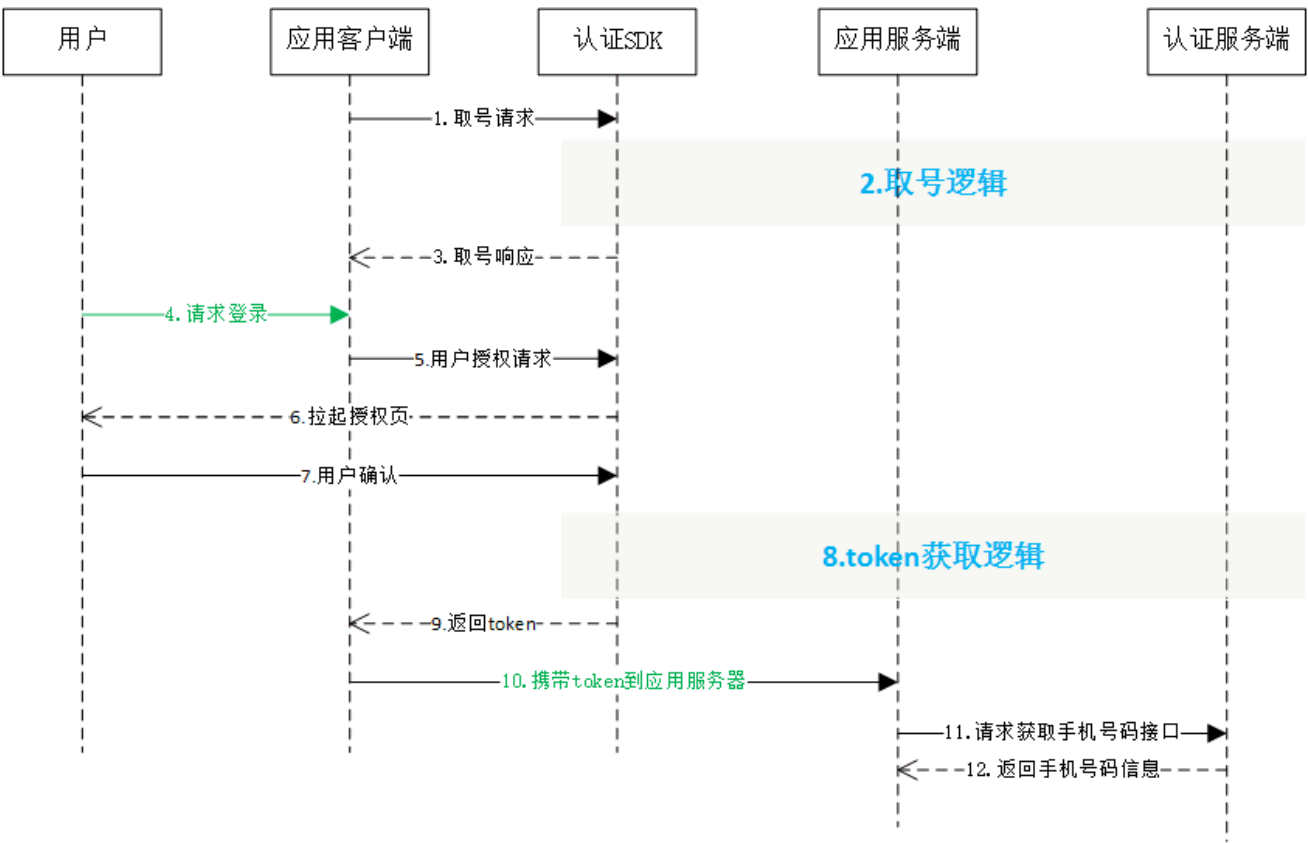 用户
应用客户端
认证SDK
应用服务端
认证服务端
1.取号请求
2.取号逻辑
3.取号响应
4.请求登录
5.用户授权请求
6.拉起授权页
7.用户确认
8.token获取逻辑
9.返回token
10.携带token到应用服务器
11.请求获取手机号码接口
12.返回手机号码信息